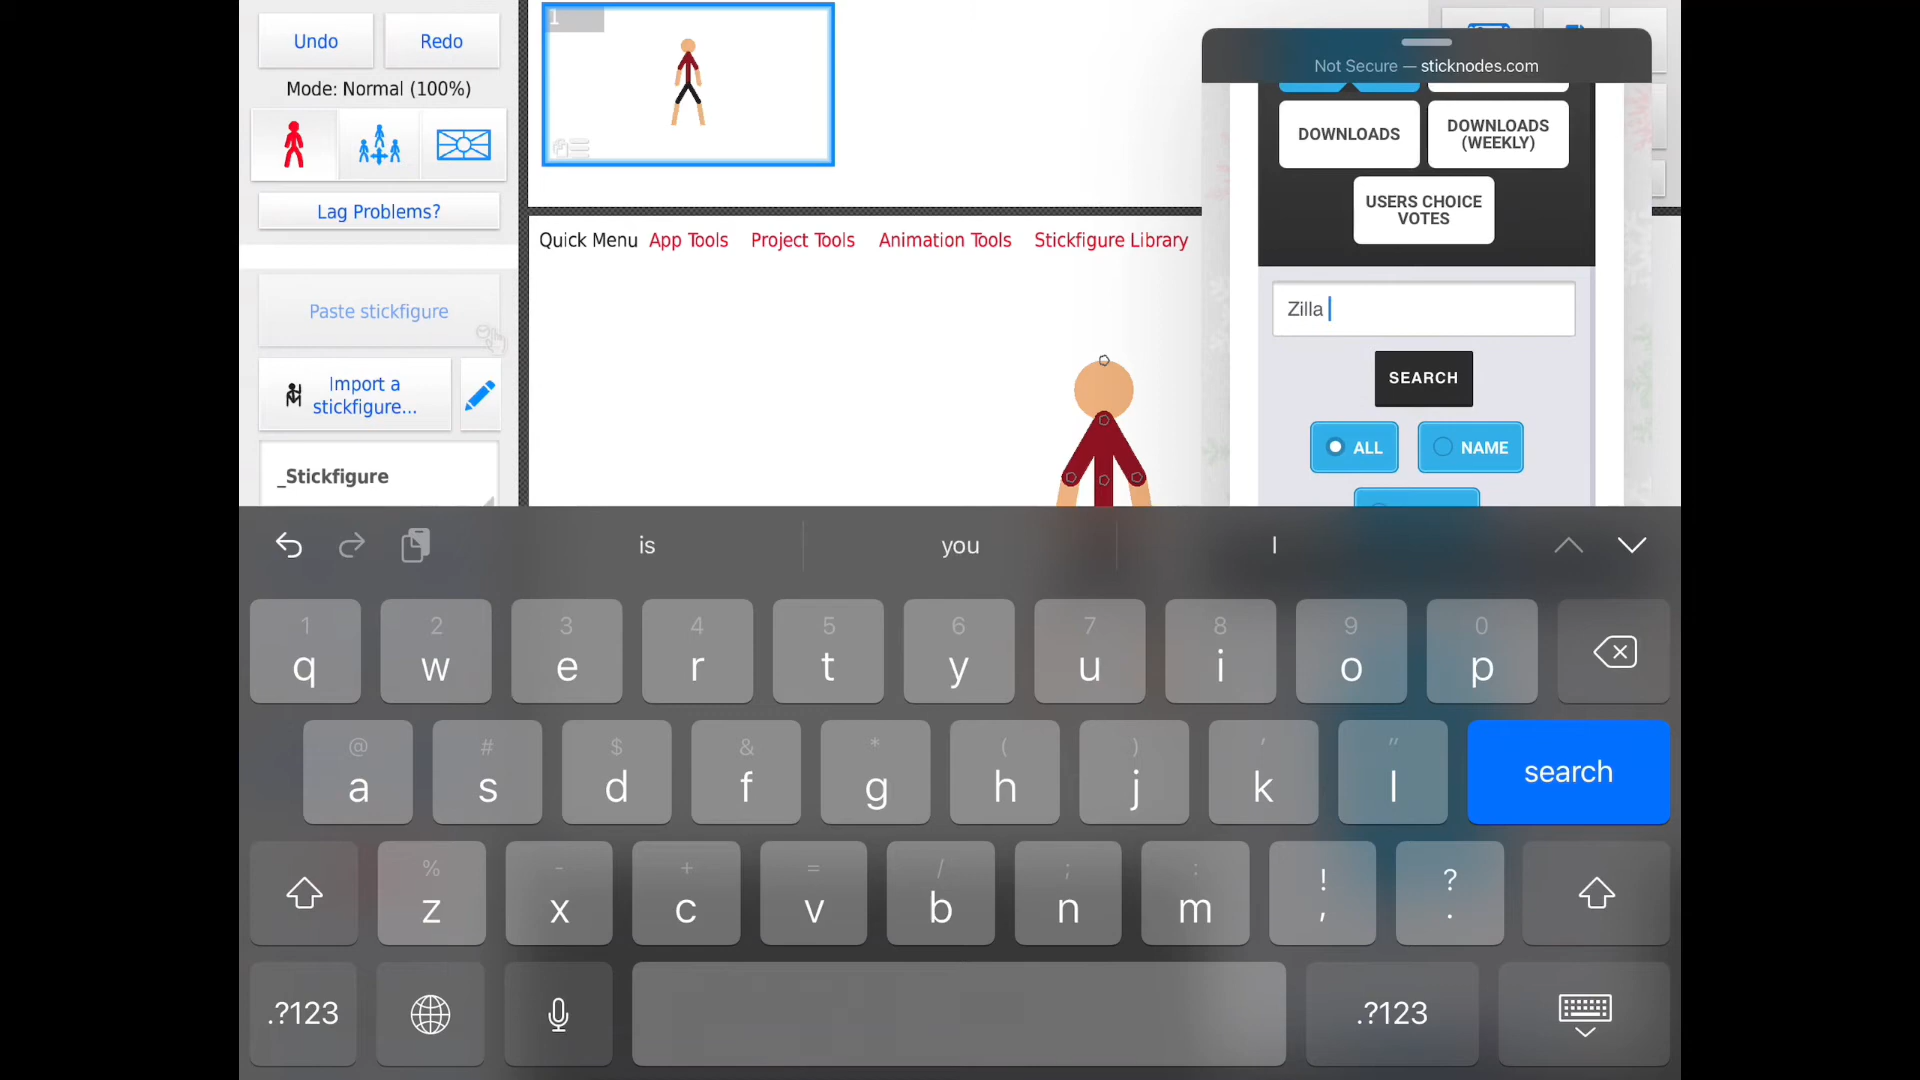 Undo
Redo
Mode: Normal (100%)
Lag Problems?
Paste stickfigure
Import a
stickfigure...
_Stickfigure
1
Quick Menu App Tools Project Tools Animation Tools Stickfigure Library
Not Secure — sticknodes.com
DOWNLOADS
DOWNLOADS
(WEEKLY)
USERS CHOICE
VOTES
Zilla
SEARCH
ALL
NAME
is
you
I
1 2 3 4 5 6 7 8 9 0
q w e r t y u i o p
@ # $ & * ( ) ' "
a s d f g h j k l search
% - + = / ; : ! ?
z x c v b n m , .
.?123
.?123